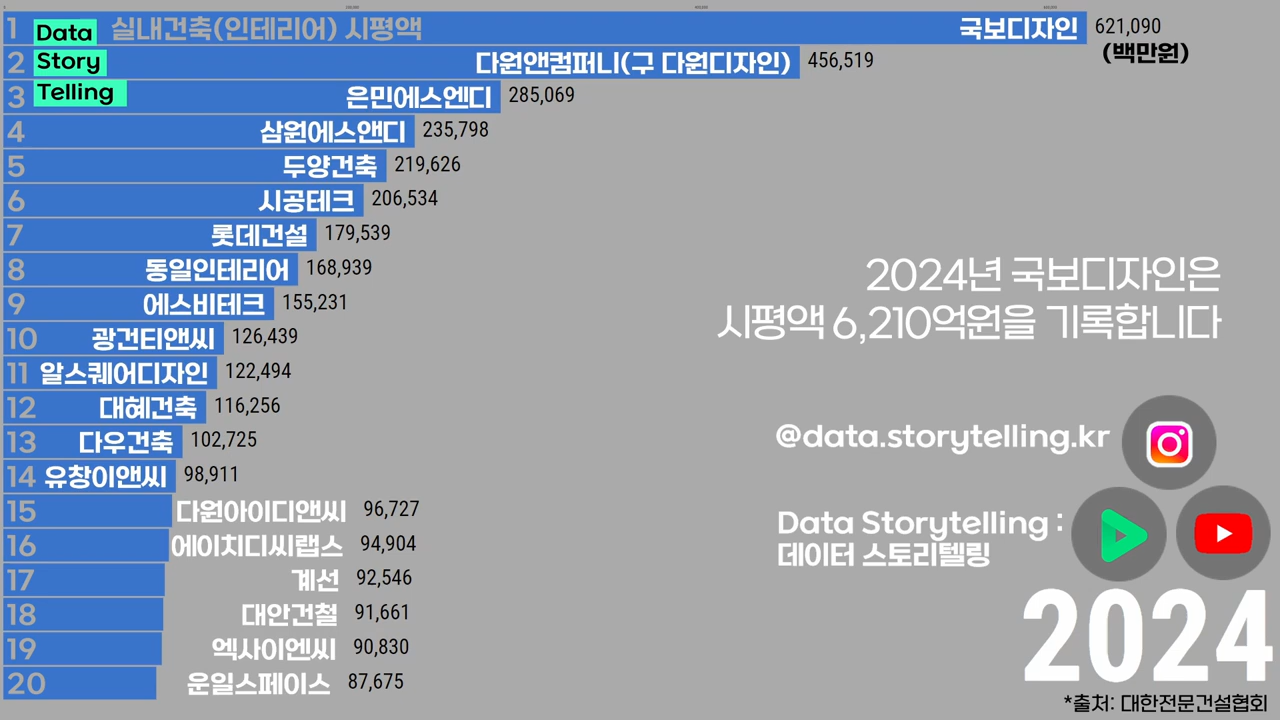 1 Data 실내건축(인테리어) 시평액 국보디자인 621,090
(백만원)
2 Story 다원앤컴퍼니(구 다원디자인) 456,519
3 Telling 은민에스엔디 285,069
4 삼원에스앤디 235,798
5 두양건축 219,626
6 시공테크 206,534
7 롯데건설 179,539
8 동일인테리어 168,939
9 에스비테크 155,231
10 광건티앤씨 126,439
11 알스퀘어디자인 122,494
12 대혜건축 116,256
13 다우건축 102,725
14 유창이앤씨 98,911
15 다원아이디앤씨 96,727
16 에이치디씨랩스 94,904
17 계선 92,546
18 대안건철 91,661
19 엑사이엔씨 90,830
20 운일스페이스 87,675
2024년 국보디자인은
시평액 6,210억원을 기록합니다
@data.storytelling.kr
Data Storytelling :
데이터 스토리텔링
2024
*출처: 대한전문건설협회